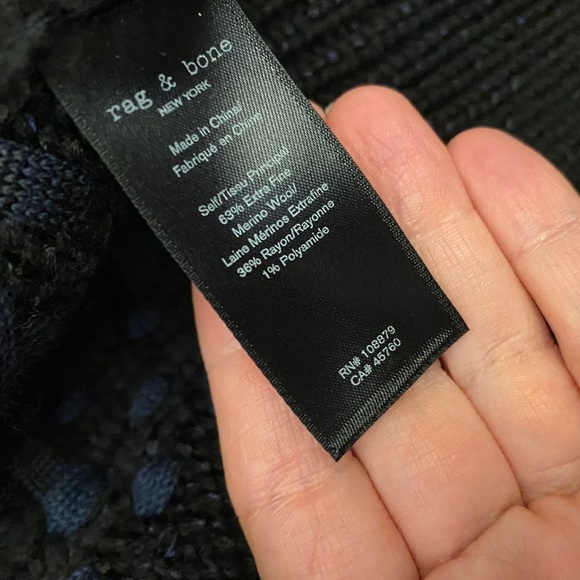 rag & bone
NEW YORK
Made in China/
Fabriqué en Chine
Self/Tissu Principal
63% Extra Fine
Merino Wool/
Laine Mérinos Extrafine
36% Rayon/Rayonne
1% Polyamide
RN# 108879
CA# 45760